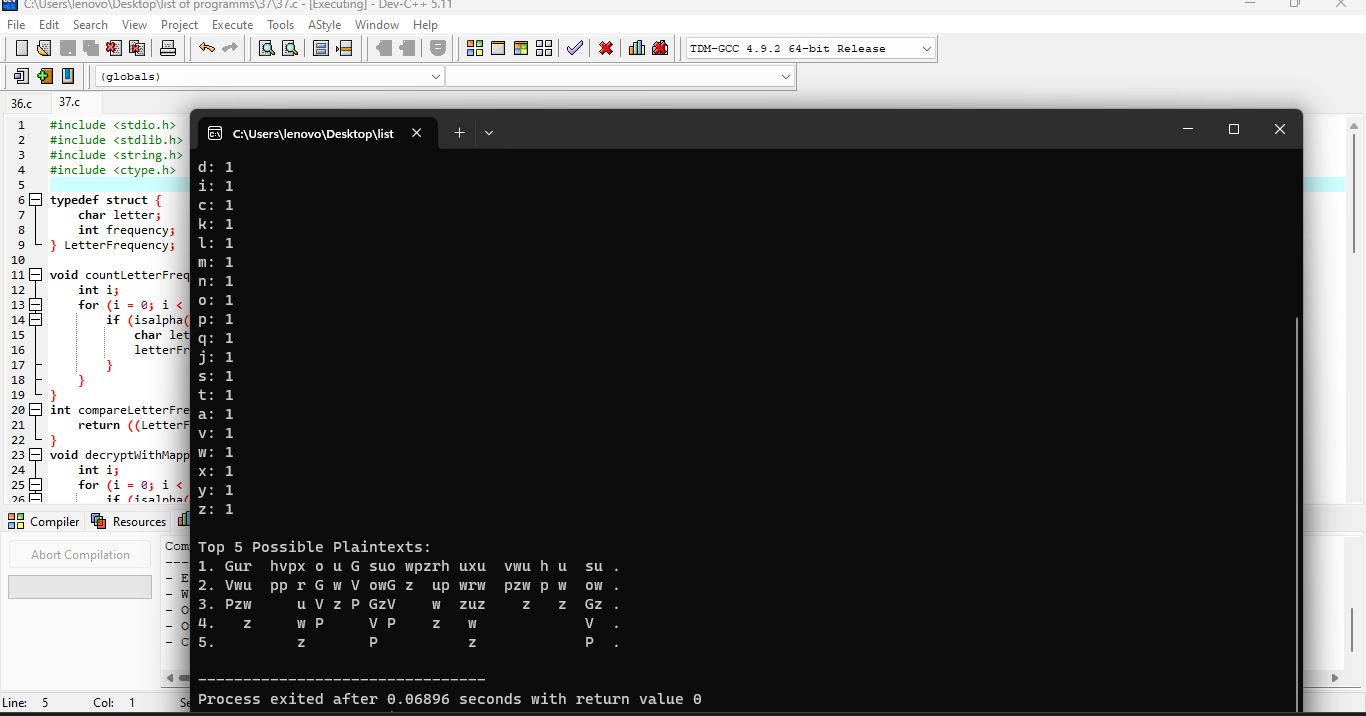 C:\Users\lenovo\Desktop\list of programms\37\37.c - [Executing] - Dev-C++ 5.11
File Edit Search View Project Execute Tools AStyle Window Help
TDM-GCC 4.9.2 64-bit Release
(globals)
36.c 37.c
1 #include <stdio.h>
2 #include <stdlib.h>
3 #include <string.h>
4 #include <ctype.h>
5
6 typedef struct {
7 char letter;
8 int frequency;
9 } LetterFrequency;
10
11 void countLetterFreq
12 int i;
13 for (i = 0; i <
14 if (isalpha(
15 char let
16 letterFr
17 }
18 }
19 }
20 int compareLetterFre
21 return ((LetterF
22 }
23 void decryptWithMapp
24 int i;
25 for (i = 0; i <
26 if (isalpha(
Compiler Resources
Abort Compilation
Com
----
- E
- W
- O
- O
- C
Line: 5 Col: 1 Se
C:\Users\lenovo\Desktop\list
d: 1
i: 1
c: 1
k: 1
l: 1
m: 1
n: 1
o: 1
p: 1
q: 1
j: 1
s: 1
t: 1
a: 1
v: 1
w: 1
x: 1
y: 1
z: 1
Top 5 Possible Plaintexts:
1. Gur  hvpx o u G suo wpzrh uxu  vwu h u  su .
2. Vwu  pp r G w V owG z  up wrw  pzw p w  ow .
3. Pzw     u V z P GzV    w  zuz    z   z  Gz .
4.   z     w P     V P    z   w            V  .
5.         z       P          z            P  .
--------------------------------
Process exited after 0.06896 seconds with return value 0